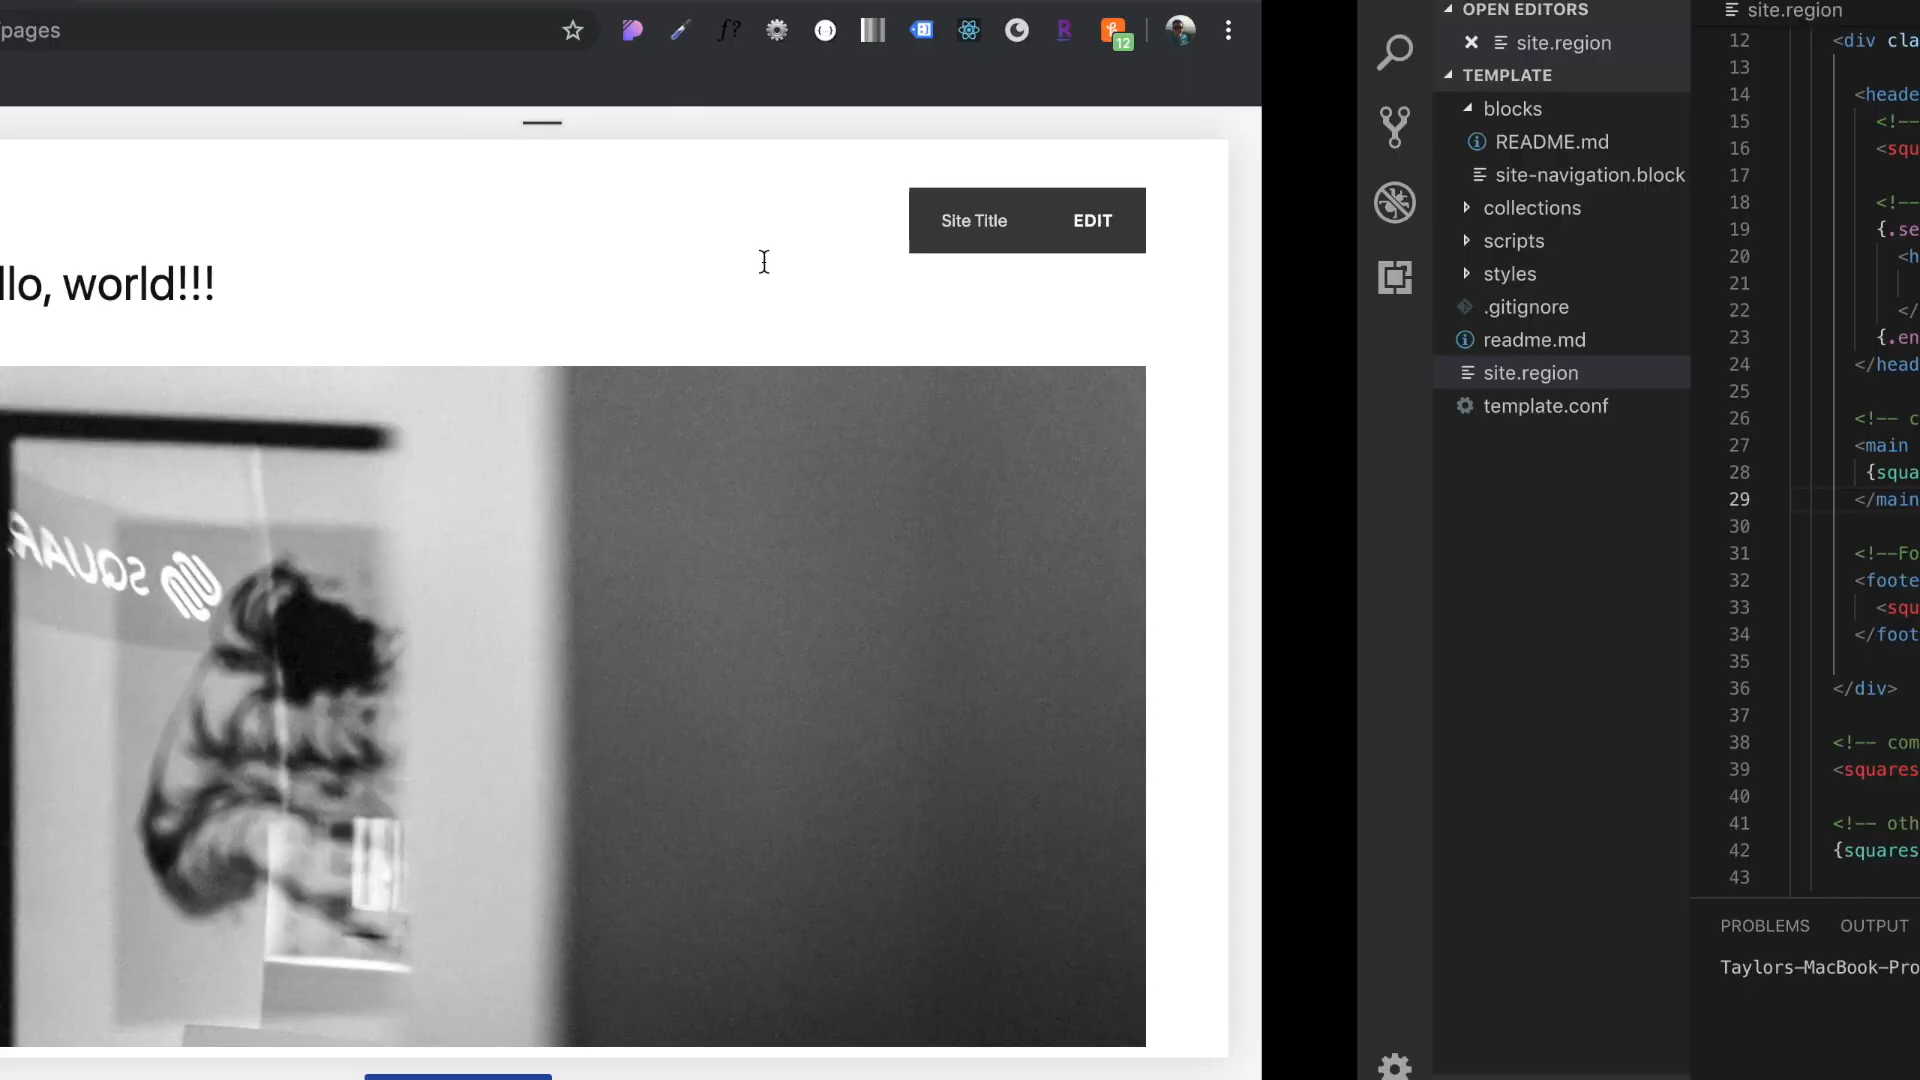 pages
12
Site Title EDIT
llo, world!!!
SQUAR
OPEN EDITORS
site.region
TEMPLATE
blocks
README.md
site-navigation.block
collections
scripts
styles
.gitignore
readme.md
site.region
template.conf
site.region
12 <div cla
13
14 <heade
15 <!--
16 <squ
17
18 <!--
19 {.se
20 <h
21
22 </
23 {.en
24 </head
25
26 <!-- c
27 <main
28 {squa
29 </main
30
31 <!--Fo
32 <foote
33 <squ
34 </foot
35
36 </div>
37
38 <!-- com
39 <squares
40
41 <!-- oth
42 {squares
43
PROBLEMS OUTPUT
Taylors-MacBook-Pro